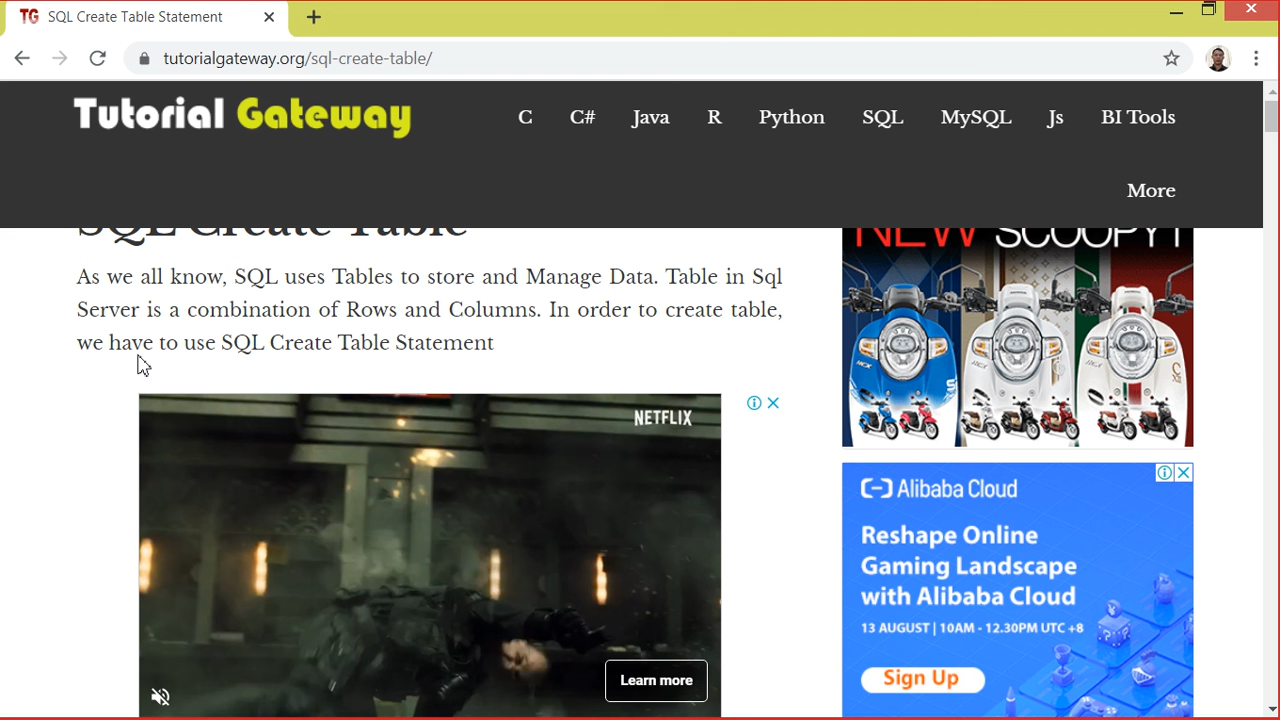 TG SQL Create Table Statement
tutorialgateway.org/sql-create-table/
Tutorial Gateway
C C# Java R Python SQL MySQL Js BI Tools
More
SQL Create Table
As we all know, SQL uses Tables to store and Manage Data. Table in Sql
Server is a combination of Rows and Columns. In order to create table,
we have to use SQL Create Table Statement
NETFLIX
Learn more
NEW SCOOPY!
Alibaba Cloud
Reshape Online
Gaming Landscape
with Alibaba Cloud
13 AUGUST | 10AM - 12.30PM UTC +8
Sign Up